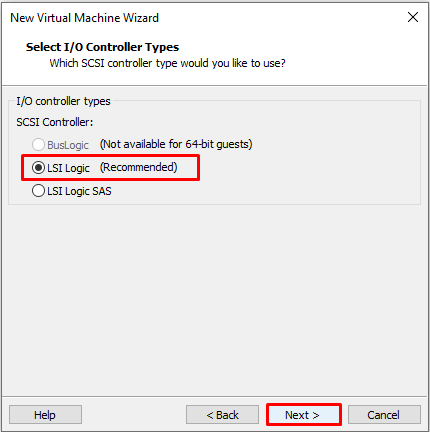 New Virtual Machine Wizard
Select I/O Controller Types
Which SCSI controller type would you like to use?
I/O controller types
SCSI Controller:
BusLogic (Not available for 64-bit guests)
LSI Logic (Recommended)
LSI Logic SAS
Help < Back Next > Cancel